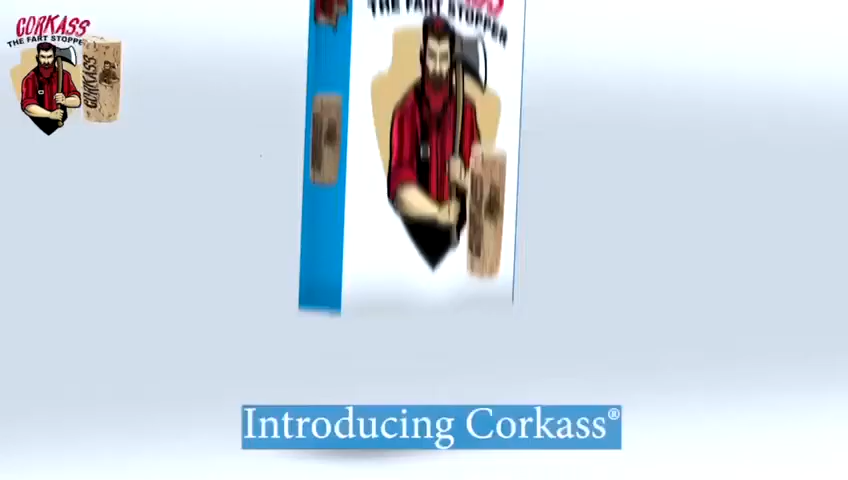 CORKASS
THE FART STOPPER
CORKASS
THE FART STOPPER
Introducing Corkass®